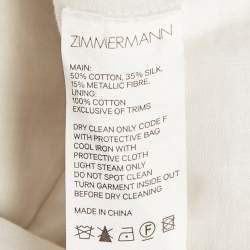 ZIMMERMANN
MAIN:
50% COTTON, 35% SILK,
15% METALLIC FIBRE.
LINING:
100% COTTON
EXCLUSIVE OF TRIMS
DRY CLEAN ONLY CODE F
WITH PROTECTIVE BAG
COOL IRON WITH
PROTECTIVE CLOTH
LIGHT STEAM ONLY
DO NOT SPOT CLEAN
TURN GARMENT INSIDE OUT
DURING DRY CLEANING
MADE IN CHINA
F